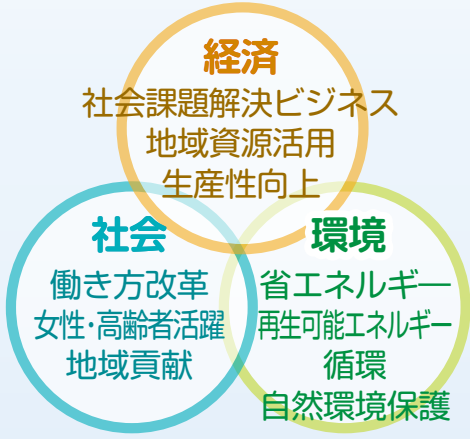 経済
社会課題解決ビジネス
地域資源活用
生産性向上
社会
働き方改革
女性・高齢者活躍
地域貢献
環境
省エネルギー
再生可能エネルギー
循環
自然環境保護